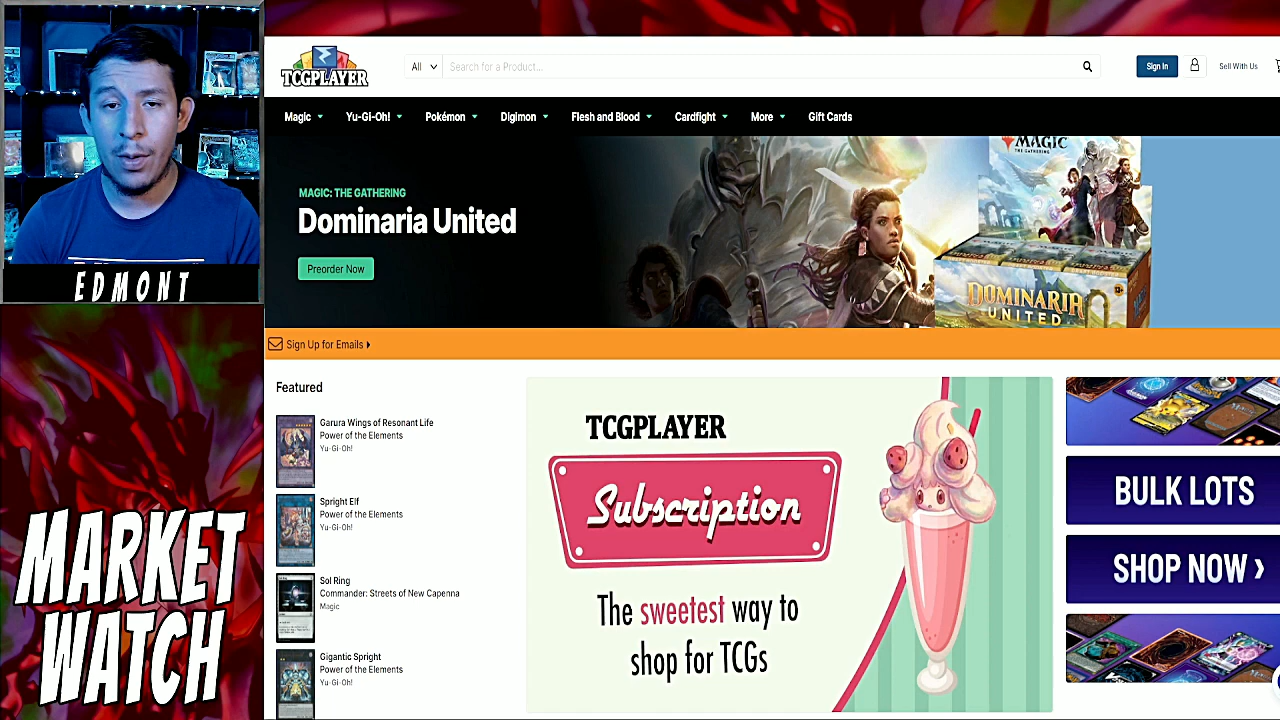 EDMONT
MARKET
WATCH
TCGPLAYER
All
Search for a Product...
Sign In
Sell With Us
Magic
Yu-Gi-Oh!
Pokémon
Digimon
Flesh and Blood
Cardfight
More
Gift Cards
MAGIC: THE GATHERING
Dominaria United
Preorder Now
MAGIC
THE GATHERING
DOMINARIA
UNITED
Sign Up for Emails
Featured
Garura Wings of Resonant Life
Power of the Elements
Yu-Gi-Oh!
Spright Elf
Power of the Elements
Yu-Gi-Oh!
Sol Ring
Commander: Streets of New Capenna
Magic
Gigantic Spright
Power of the Elements
Yu-Gi-Oh!
TCGPLAYER
Subscription
The sweetest way to
shop for TCGs
BULK LOTS
SHOP NOW ›